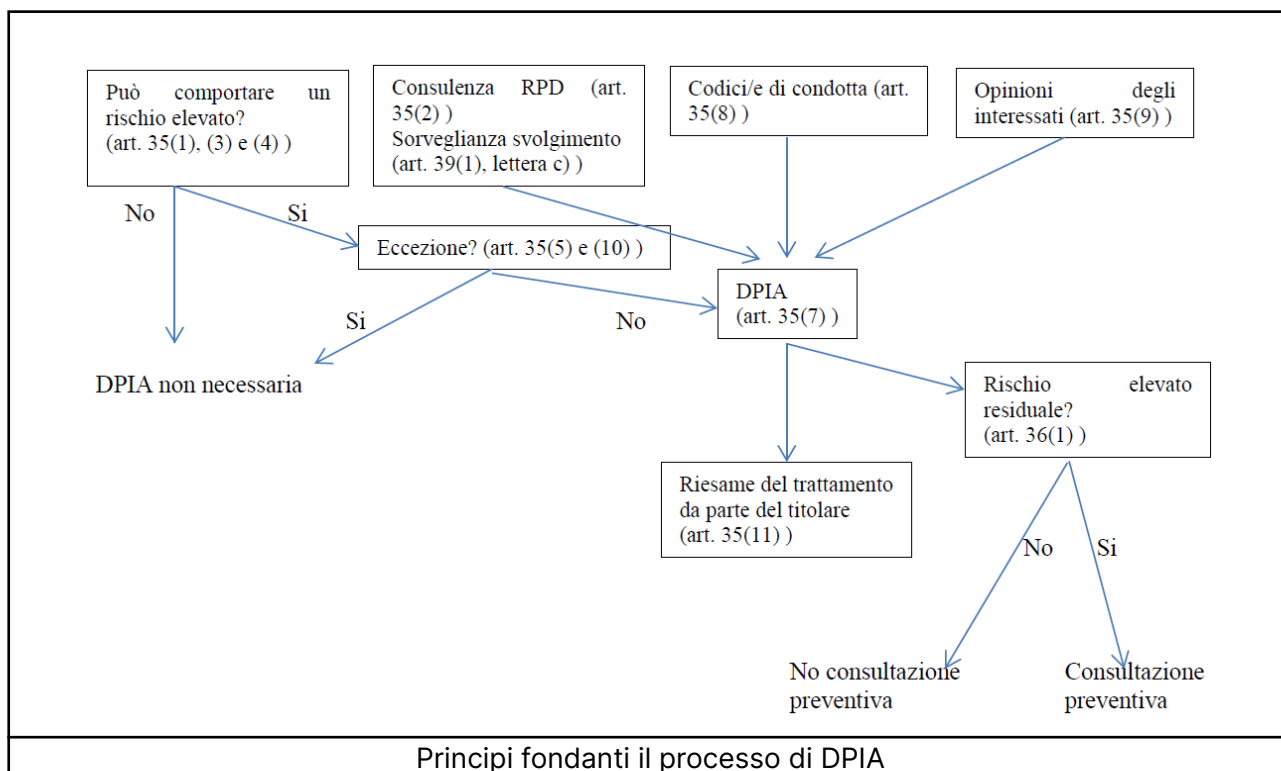 Può comportare un
rischio elevato?
(art. 35(1), (3) e (4) )
Consulenza RPD (art.
35(2) )
Sorveglianza svolgimento
(art. 39(1), lettera c) )
Codici/e di condotta (art.
35(8) )
Opinioni degli
interessati (art. 35(9) )
No
Si
Eccezione? (art. 35(5) e (10) )
DPIA
(art. 35(7) )
Si
No
DPIA non necessaria
Rischio elevato
residuale?
(art. 36(1) )
Riesame del trattamento
da parte del titolare
(art. 35(11) )
No
Si
No consultazione
preventiva
Consultazione
preventiva
Principi fondanti il processo di DPIA